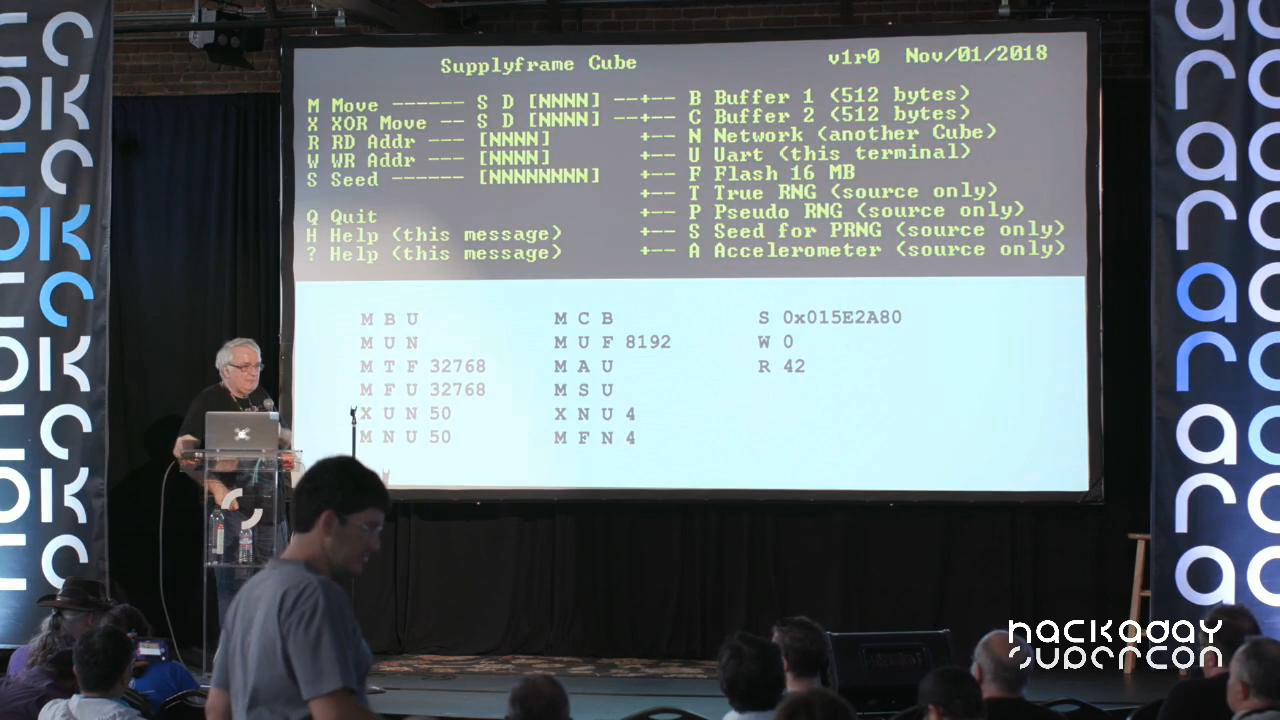 Supplyframe Cube v1r0 Nov/01/2018
M Move ------ S D [NNNN] --+-- B Buffer 1 (512 bytes)
X XOR Move -- S D [NNNN] --+-- C Buffer 2 (512 bytes)
R RD Addr --- [NNNN] +-- N Network (another Cube)
W WR Addr --- [NNNN] +-- U Uart (this terminal)
S Seed ------ [NNNNNNNN] +-- F Flash 16 MB
+-- T True RNG (source only)
Q Quit +-- P Pseudo RNG (source only)
H Help (this message) +-- S Seed for PRNG (source only)
? Help (this message) +-- A Accelerometer (source only)
M B U M C B S 0x015E2A80
M U N M U F 8192 W 0
M T F 32768 M A U R 42
M F U 32768 M S U
X U N 50 X N U 4
M N U 50 M F N 4
hackaday
supercon